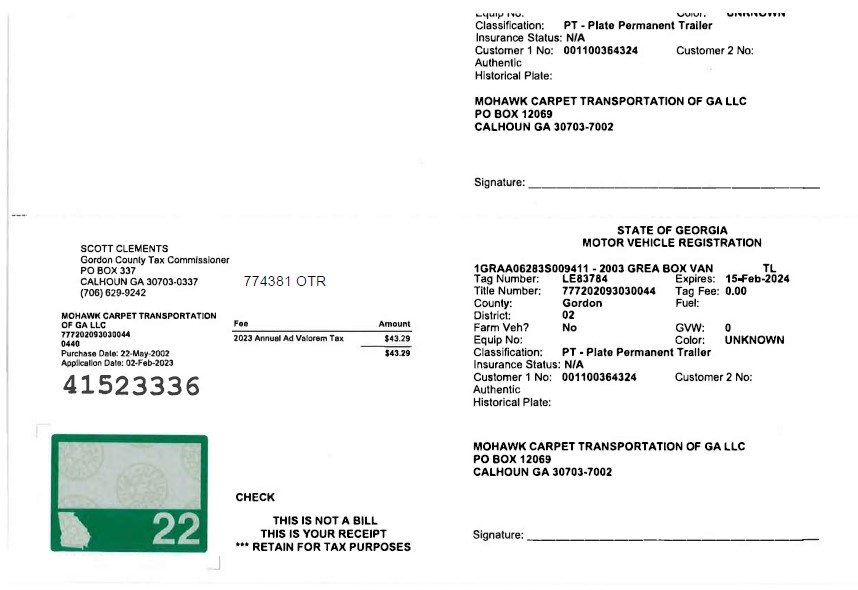 Equip No: Color: UNKNOWN
Classification: PT - Plate Permanent Trailer
Insurance Status: N/A
Customer 1 No: 001100364324 Customer 2 No:
Authentic
Historical Plate:
MOHAWK CARPET TRANSPORTATION OF GA LLC
PO BOX 12069
CALHOUN GA 30703-7002
Signature:
SCOTT CLEMENTS
Gordon County Tax Commissioner
PO BOX 337
CALHOUN GA 30703-0337
(706) 629-9242
774381 OTR
MOHAWK CARPET TRANSPORTATION
OF GA LLC
777202093030044
0440
Purchase Date: 22-May-2002
Application Date: 02-Feb-2023
41523336
Fee Amount
2023 Annual Ad Valorem Tax $43.29
$43.29
22
CHECK
THIS IS NOT A BILL
THIS IS YOUR RECEIPT
*** RETAIN FOR TAX PURPOSES
STATE OF GEORGIA
MOTOR VEHICLE REGISTRATION
1GRAA06283S009411 - 2003 GREA BOX VAN TL
Tag Number: LE83784 Expires: 15-Feb-2024
Title Number: 777202093030044 Tag Fee: 0.00
County: Gordon Fuel:
District: 02
Farm Veh? No GVW: 0
Equip No: Color: UNKNOWN
Classification: PT - Plate Permanent Trailer
Insurance Status: N/A
Customer 1 No: 001100364324 Customer 2 No:
Authentic
Historical Plate:
MOHAWK CARPET TRANSPORTATION OF GA LLC
PO BOX 12069
CALHOUN GA 30703-7002
Signature: